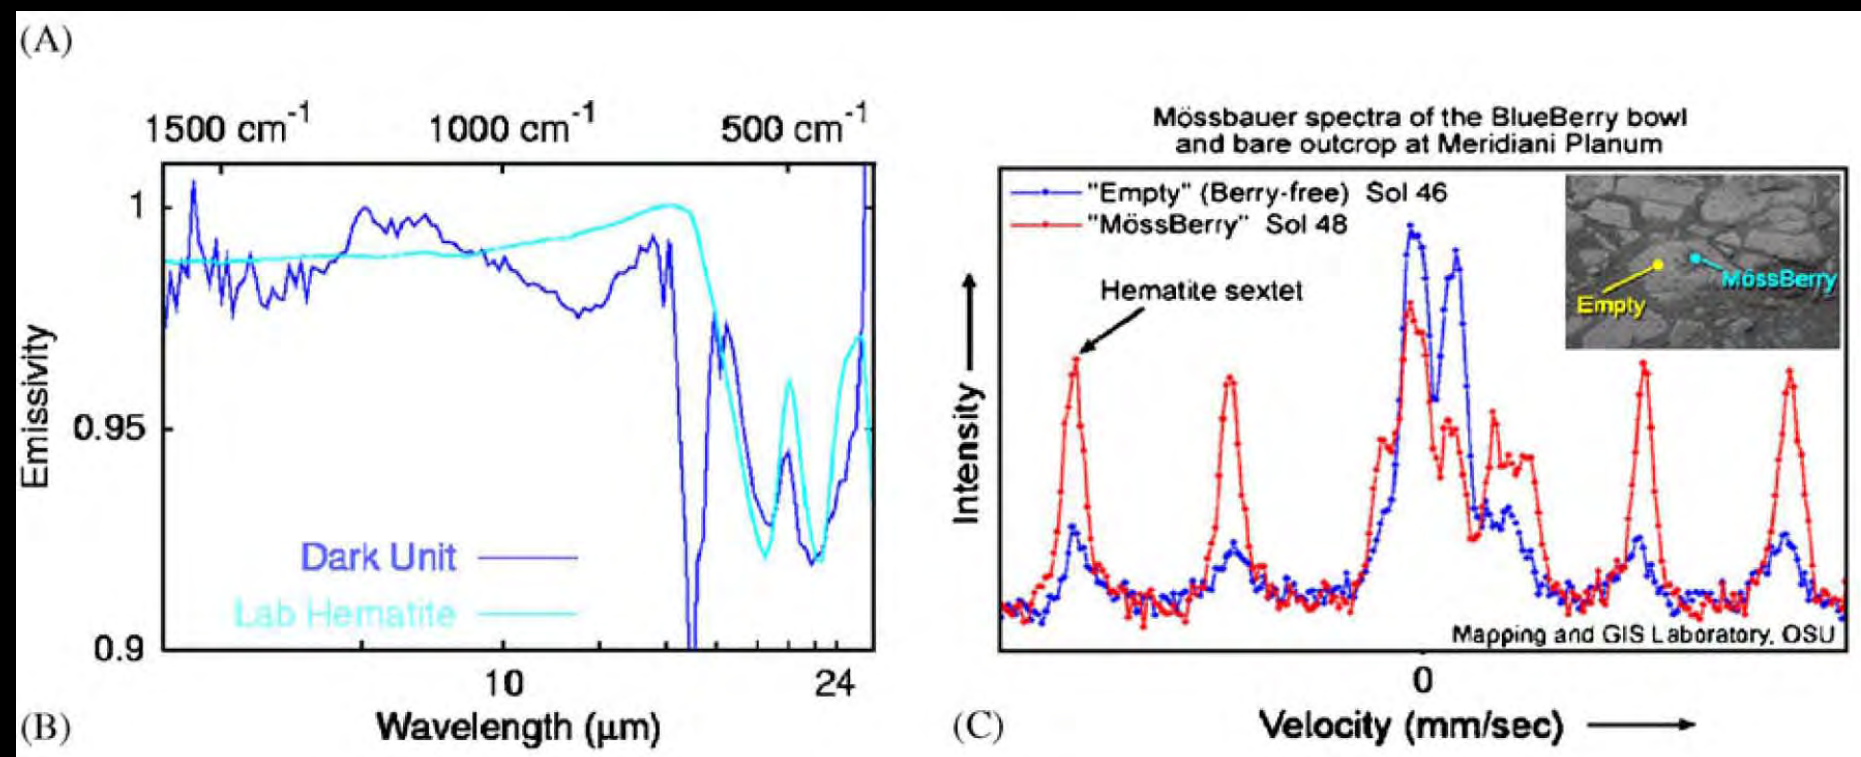 (A)
1500 cm-1
1000 cm-1
500 cm-1
1
0.95
0.9
Emissivity
Dark Unit
Lab Hematite
10
24
Wavelength (µm)
(B)
Mössbauer spectra of the BlueBerry bowl
and bare outcrop at Meridiani Planum
"Empty" (Berry-free) Sol 46
"MössBerry" Sol 48
Hematite sextet
Empty
MössBerry
Intensity
Mapping and GIS Laboratory, OSU
0
Velocity (mm/sec)
(C)